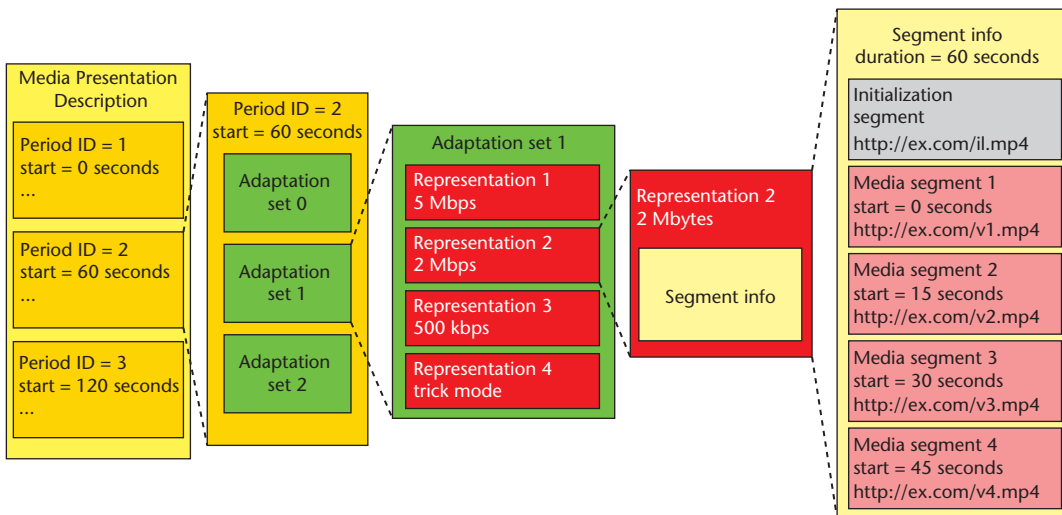 Media Presentation
Description
Period ID = 1
start = 0 seconds
...
Period ID = 2
start = 60 seconds
...
Period ID = 3
start = 120 seconds
...
Period ID = 2
start = 60 seconds
Adaptation
set 0
Adaptation
set 1
Adaptation
set 2
Adaptation set 1
Representation 1
5 Mbps
Representation 2
2 Mbps
Representation 3
500 kbps
Representation 4
trick mode
Representation 2
2 Mbytes
Segment info
Segment info
duration = 60 seconds
Initialization
segment
http://ex.com/il.mp4
Media segment 1
start = 0 seconds
http://ex.com/v1.mp4
Media segment 2
start = 15 seconds
http://ex.com/v2.mp4
Media segment 3
start = 30 seconds
http://ex.com/v3.mp4
Media segment 4
start = 45 seconds
http://ex.com/v4.mp4